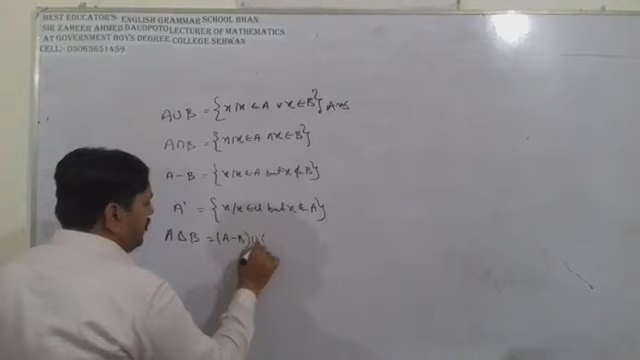 BEST EDUCATOR'S ENGLISH GRAMMAR SCHOOL BHAN
SIR ZAHEER AHMED DAUDPOTO LECTURER OF MATHEMATICS
AT GOVERNMENT BOYS DEGREE COLLEGE SEHWAN
CELL:- 03063651459
A∪B = {x/x∈A ∨ x∈B} Ans
A∩B = {x/x∈A ∧ x∈B}
A-B = {x/x∈A but x∉B}
A' = {x/x∈U but x∉A}
A△B = (A-B)∪(